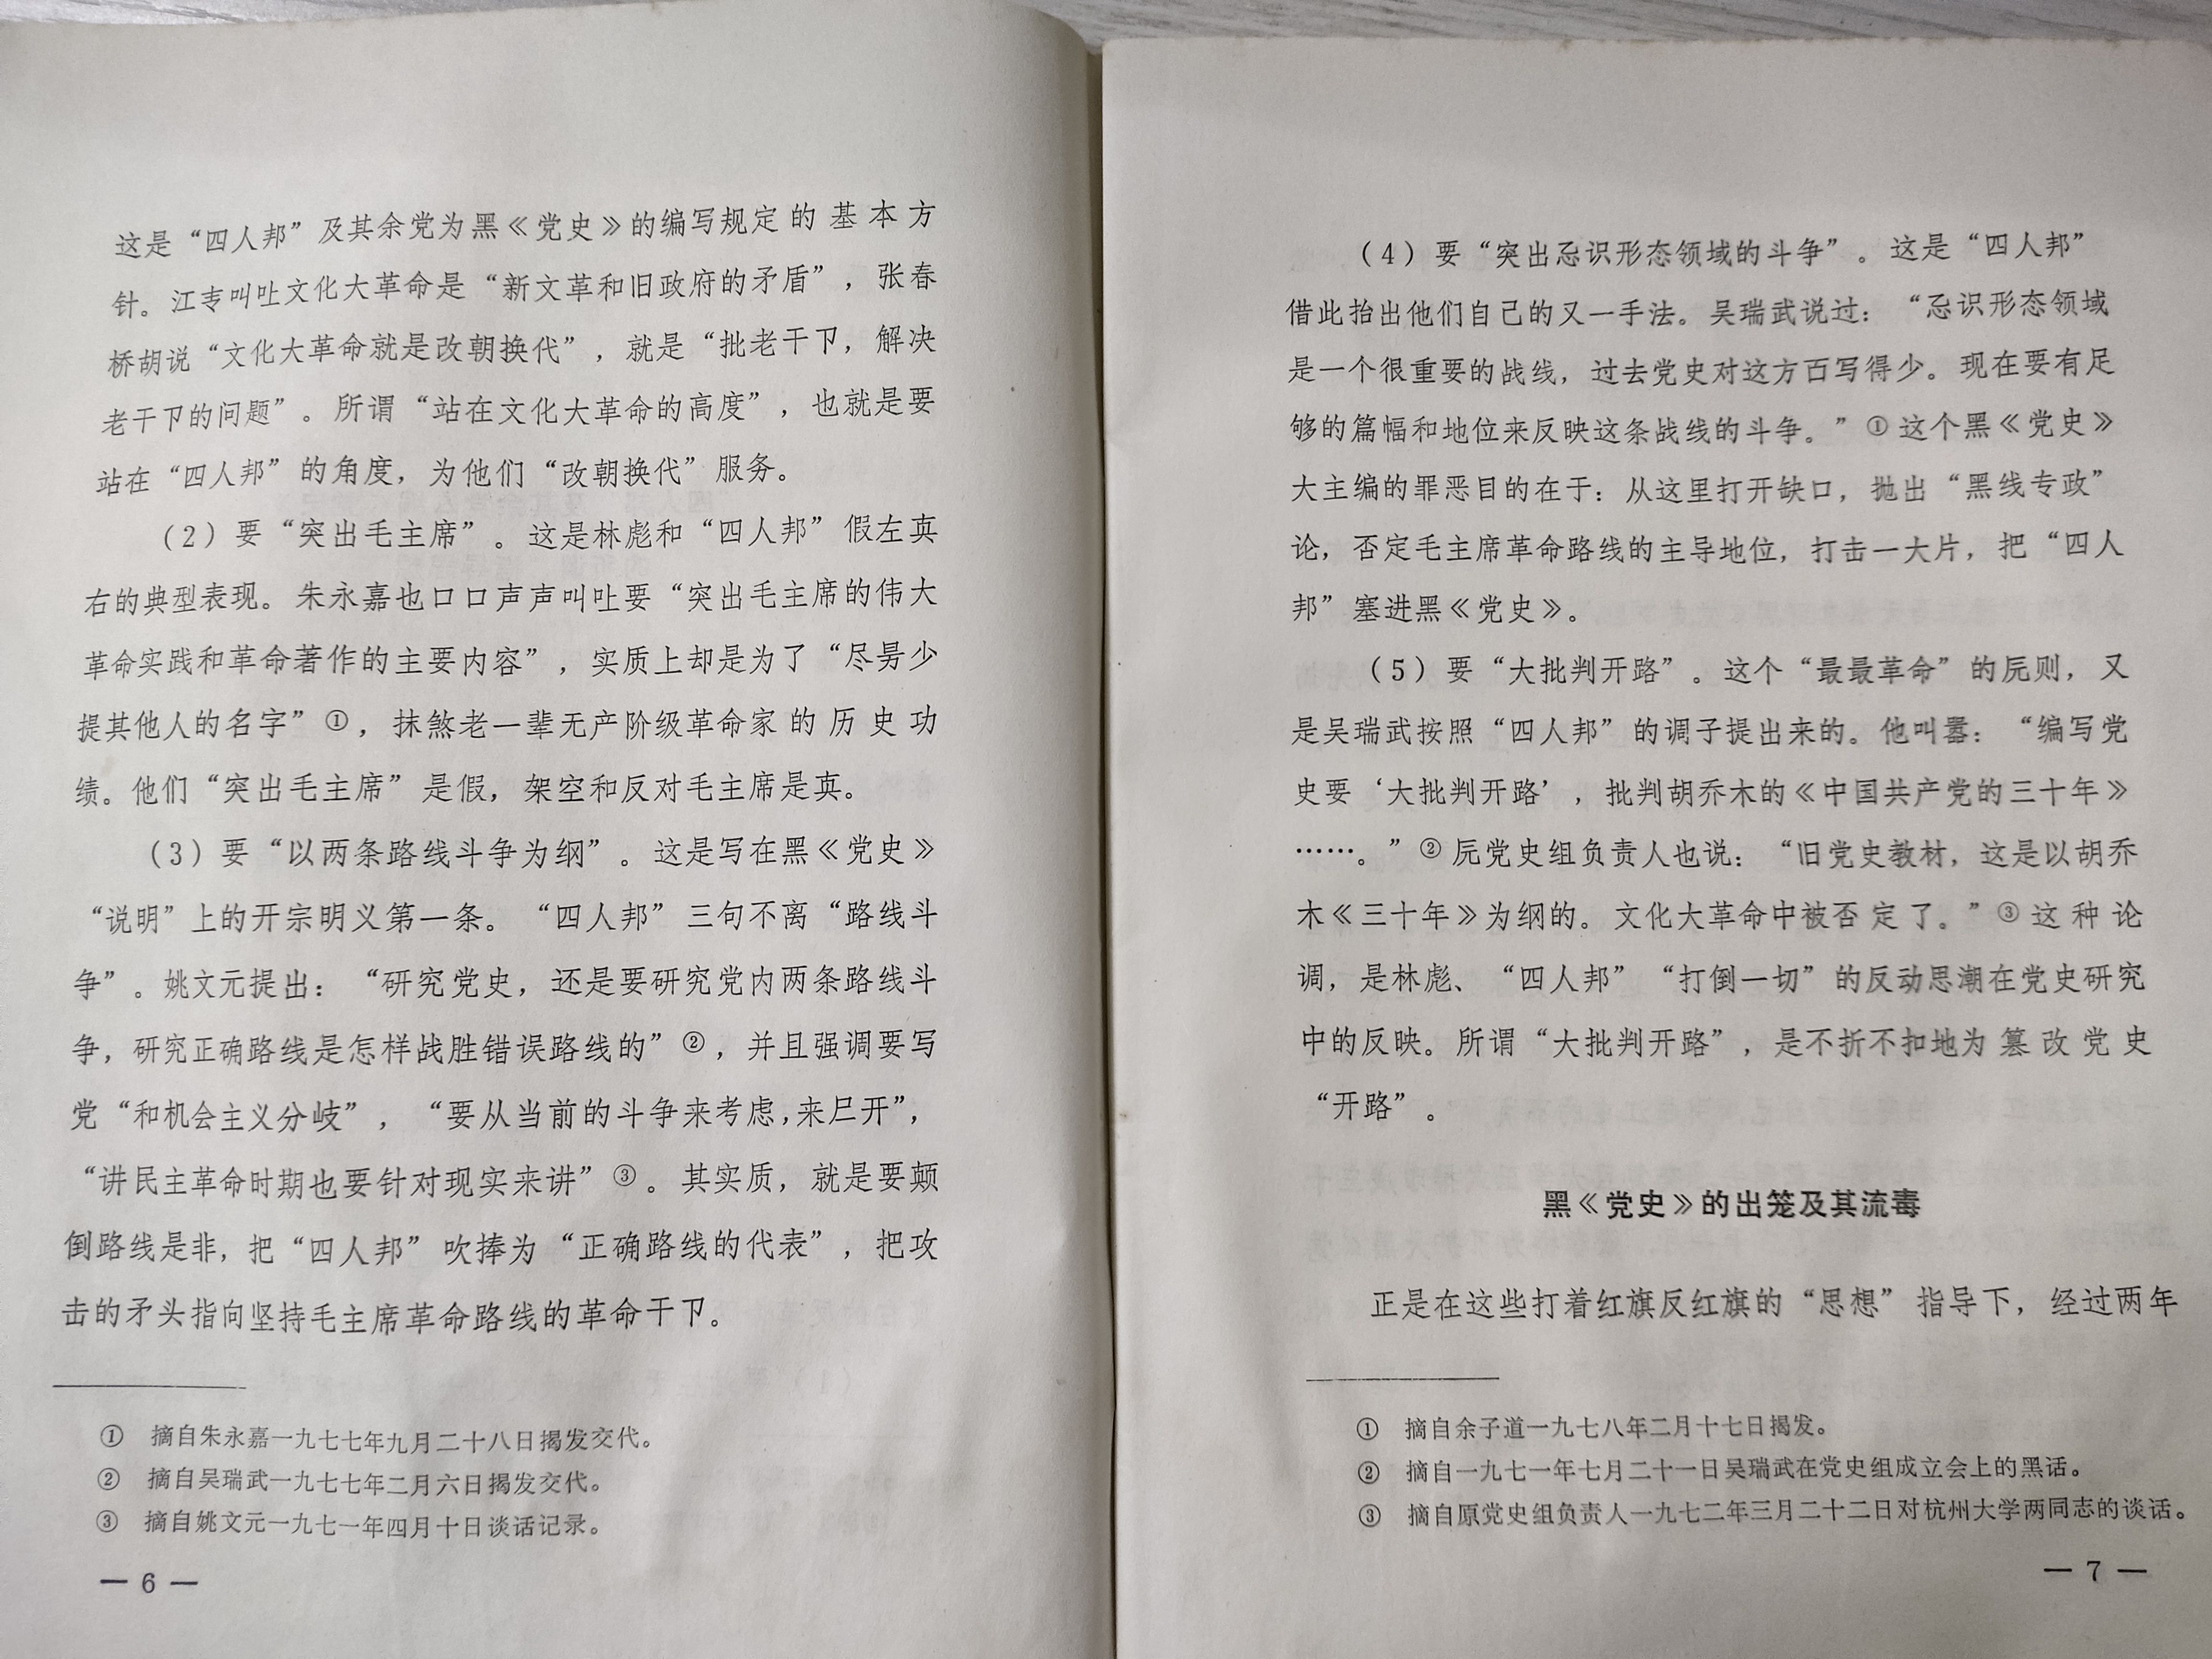 这是“四人邦”及其余党为黑《党史》的编写规定的基本方
针。江青叫吐文化大革命是“新文革和旧政府的矛盾”，张春
桥胡说“文化大革命就是改朝换代”，就是“批老干卩，解决
老干卩的问题”。所谓“站在文化大革命的高度”，也就是要
站在“四人邦”的角度，为他们“改朝换代”服务。
（2）要“突出毛主席”。这是林彪和“四人邦”假左真
右的典型表现。朱永嘉也口口声声叫吐要“突出毛主席的伟大
革命实践和革命著作的主要内容”，实质上却是为了“尽量少
提其他人的名字”①，抹煞老一辈无产阶级革命家的历史功
绩。他们“突出毛主席”是假，架空和反对毛主席是真。
（3）要“以两条路线斗争为纲”。这是写在黑《党史》
“说明”上的开宗明义第一条。“四人邦”三句不离“路线斗
争”。姚文元提出：“研究党史，还是要研究党内两条路线斗
争，研究正确路线是怎样战胜错误路线的”②，并且强调要写
党“和机会主义分歧”，“要从当前的斗争来考虑，来展开”，
“讲民主革命时期也要针对现实来讲”③。其实质，就是要颠
倒路线是非，把“四人邦”吹捧为“正确路线的代表”，把攻
击的矛头指向坚持毛主席革命路线的革命干卩。
① 摘自朱永嘉一九七七年九月二十八日揭发交代。
② 摘自吴瑞武一九七七年二月六日揭发交代。
③ 摘自姚文元一九七一年四月十日谈话记录。
— 6 —
（4）要“突出意识形态领域的斗争”。这是“四人邦”
借此抬出他们自己的又一手法。吴瑞武说过：“意识形态领域
是一个很重要的战线，过去党史对这方面写得少。现在要有足
够的篇幅和地位来反映这条战线的斗争。”①这个黑《党史》
大主编的罪恶目的在于：从这里打开缺口，抛出“黑线专政”
论，否定毛主席革命路线的主导地位，打击一大片，把“四人
邦”塞进黑《党史》。
（5）要“大批判开路”。这个“最最革命”的原则，又
是吴瑞武按照“四人邦”的调子提出来的。他叫嚣：“编写党
史要‘大批判开路’，批判胡乔木的《中国共产党的三十年》
……。”②原党史组负责人也说：“旧党史教材，这是以胡乔
木《三十年》为纲的。文化大革命中被否定了。”③这种论
调，是林彪、“四人邦”“打倒一切”的反动思潮在党史研究
中的反映。所谓“大批判开路”，是不折不扣地为篡改党史
“开路”。
黑《党史》的出笼及其流毒
正是在这些打着红旗反红旗的“思想”指导下，经过两年
① 摘自余子道一九七八年二月十七日揭发。
② 摘自一九七一年七月二十一日吴瑞武在党史组成立会上的黑话。
③ 摘自原党史组负责人一九七二年三月二十二日对杭州大学两同志的谈话。
— 7 —